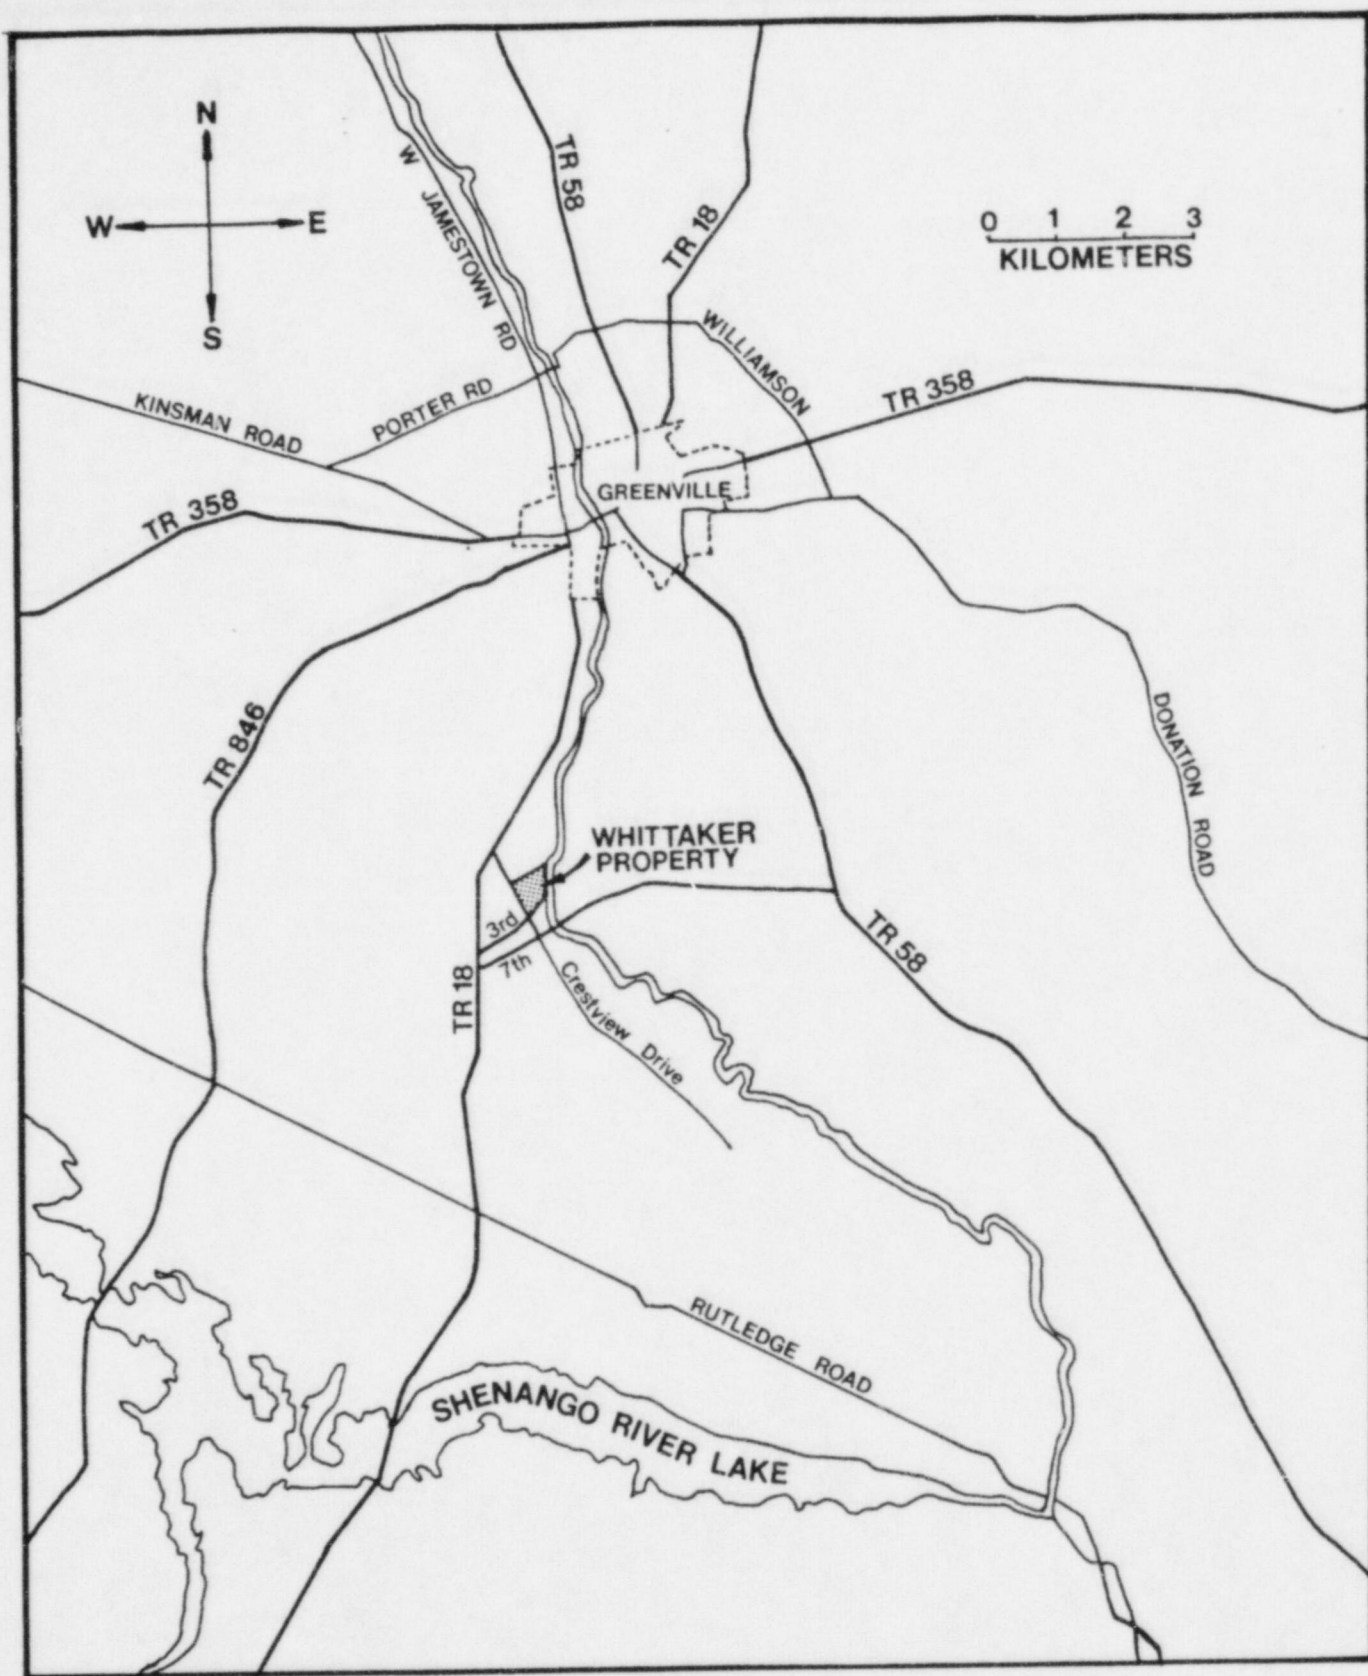 N
W E
S
W JAMESTOWN RD
TR 58
TR 18
0 1 2 3
KILOMETERS
WILLIAMSON
KINSMAN ROAD
PORTER RD
TR 358
TR 358
GREENVILLE
TR 846
DONATION ROAD
WHITTAKER
PROPERTY
3rd
7th
TR 18
Crestview Drive
TR 58
RUTLEDGE ROAD
SHENANGO RIVER LAKE